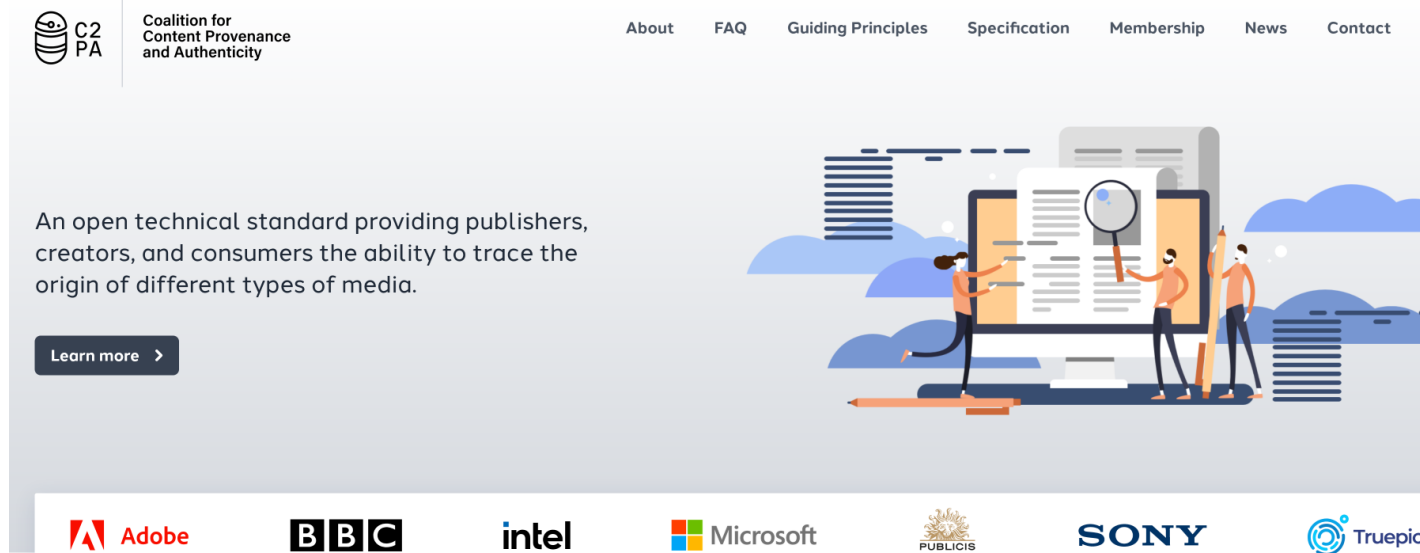 C2
PA
Coalition for
Content Provenance
and Authenticity
About FAQ Guiding Principles Specification Membership News Contact
An open technical standard providing publishers,
creators, and consumers the ability to trace the
origin of different types of media.
Learn more
Adobe BBC intel Microsoft PUBLICIS SONY Truepic